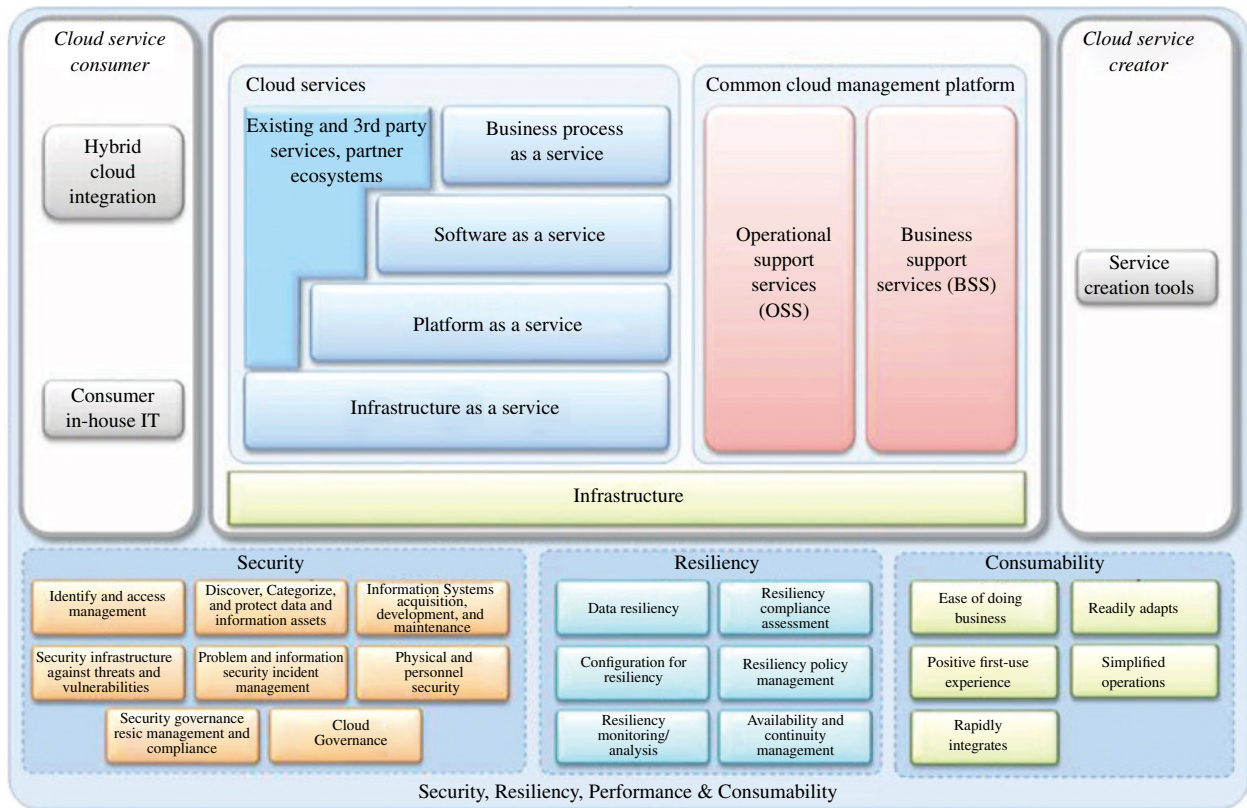 Cloud service
consumer
Hybrid
cloud
integration
Consumer
in-house IT
Cloud services
Existing and 3rd party
services, partner
ecosystems
Business process
as a service
Software as a service
Platform as a service
Infrastructure as a service
Common cloud management platform
Operational
support
services
(OSS)
Business
support
services (BSS)
Infrastructure
Cloud service
creator
Service
creation tools
Security
Identify and access
management
Discover, Categorize,
and protect data and
information assets
Information Systems
acquisition,
development, and
maintenance
Security infrastructure
against threats and
vulnerabilities
Problem and information
security incident
management
Physical and
personnel
security
Security governance
resic management and
compliance
Cloud
Governance
Resiliency
Data resiliency
Resiliency
compliance
assessment
Configuration for
resiliency
Resiliency policy
management
Resiliency
monitoring/
analysis
Availability and
continuity
management
Consumability
Ease of doing
business
Readily adapts
Positive first-use
experience
Simplified
operations
Rapidly
integrates
Security, Resiliency, Performance & Consumability